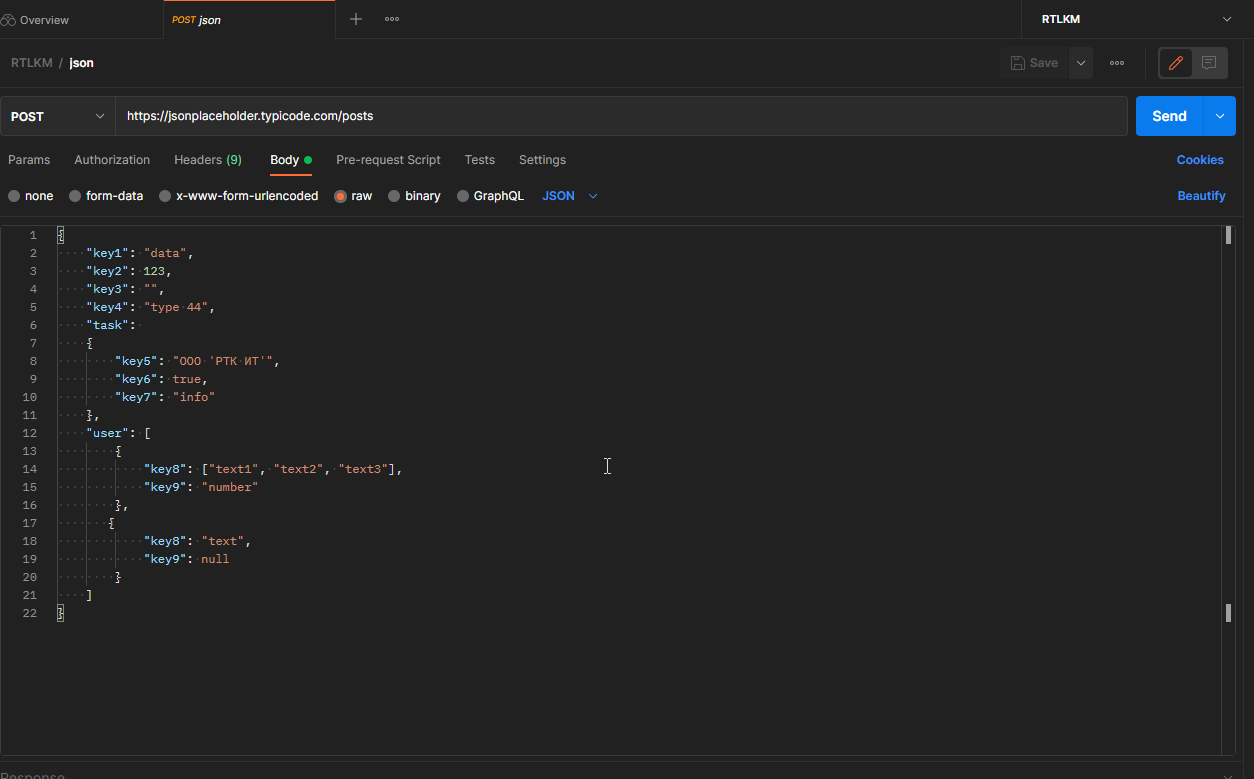 Overview
POST json
RTLKM
RTLKM / json
Save
POST
https://jsonplaceholder.typicode.com/posts
Send
Params Authorization Headers (9) Body Pre-request Script Tests Settings Cookies
none form-data x-www-form-urlencoded raw binary GraphQL JSON Beautify
1 {
2 "key1": "data",
3 "key2": 123,
4 "key3": "",
5 "key4": "type 44",
6 "task":
7 {
8 "key5": "ООО 'РТК ИТ'",
9 "key6": true,
10 "key7": "info"
11 },
12 "user": [
13 {
14 "key8": ["text1", "text2", "text3"],
15 "key9": "number"
16 },
17 {
18 "key8": "text",
19 "key9": null
20 }
21 ]
22 }
Response